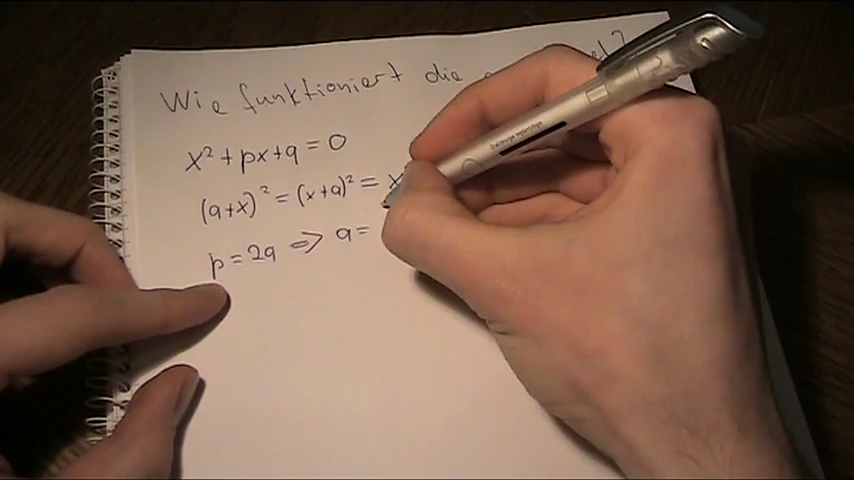 Wie funktioniert die
x² + px + q = 0
(a+x)² = (x+a)² = x
p = 2a => a =